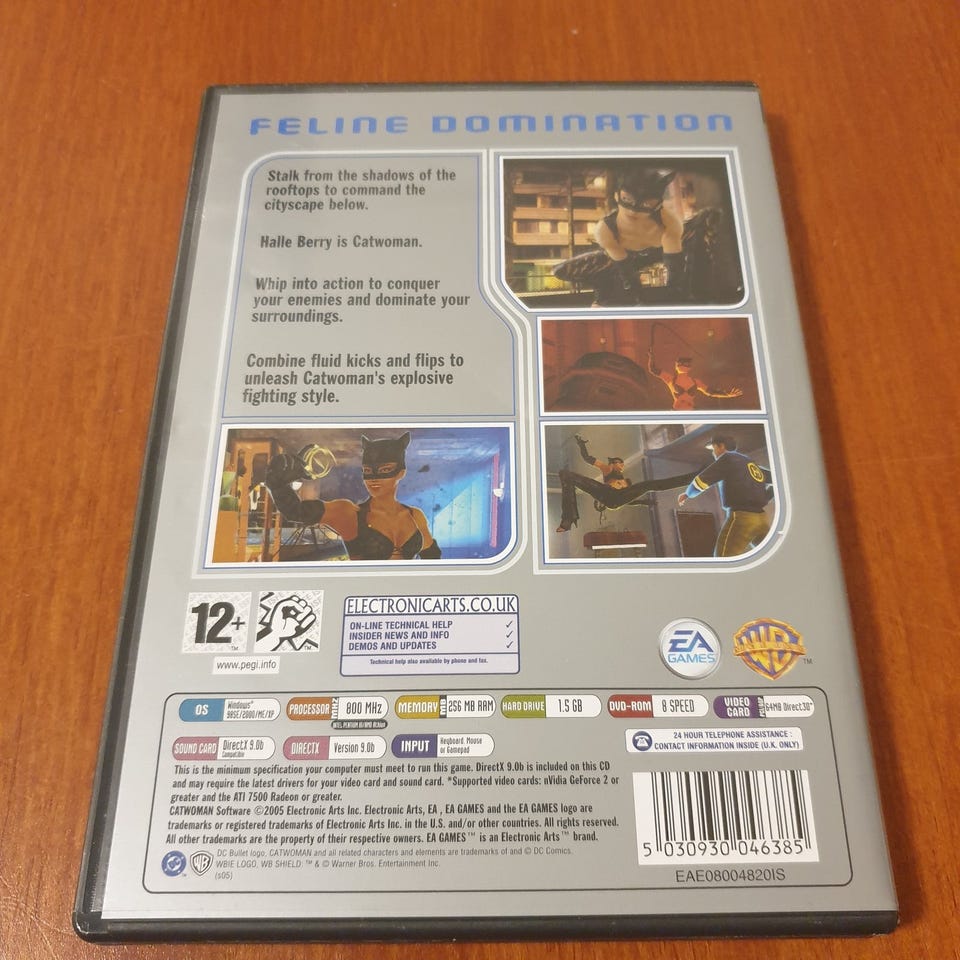 FELINE DOMINATION
Stalk from the shadows of the
rooftops to command the
cityscape below.
Halle Berry is Catwoman.
Whip into action to conquer
your enemies and dominate your
surroundings.
Combine fluid kicks and flips to
unleash Catwoman's explosive
fighting style.
12+
™
™
www.pegi.info
ELECTRONICARTS.CO.UK
ON-LINE TECHNICAL HELP ✓
INSIDER NEWS AND INFO ✓
DEMOS AND UPDATES ✓
Technical help also available by phone and fax.
EA
GAMES™
WB
™
OS Windows® 98SE/2000/ME/XP
PROCESSOR 800 MHz
INTEL PENTIUM III/AMD Athlon
MEMORY MB 256 MB RAM
HARD DRIVE 1.5 GB
DVD-ROM 8 SPEED
VIDEO CARD 64MB Direct3D*
SOUND CARD DirectX 9.0b Compatible
DIRECTX Version 9.0b
INPUT Keyboard, Mouse or Gamepad
24 HOUR TELEPHONE ASSISTANCE :
CONTACT INFORMATION INSIDE (U.K. ONLY)
This is the minimum specification your computer must meet to run this game. DirectX 9.0b is included on this CD
and may require the latest drivers for your video card and sound card. *Supported video cards: nVidia GeForce 2 or
greater and the ATI 7500 Radeon or greater.
CATWOMAN Software ©2005 Electronic Arts Inc. Electronic Arts, EA , EA GAMES and the EA GAMES logo are
trademarks or registered trademarks of Electronic Arts Inc. in the U.S. and/or other countries. All rights reserved.
All other trademarks are the property of their respective owners. EA GAMES™ is an Electronic Arts™ brand.
DC Bullet logo, CATWOMAN and all related characters and elements are trademarks of and © DC Comics.
WBIE LOGO, WB SHIELD: ™ & © Warner Bros. Entertainment Inc.
(s05)
5 030930 046385
EAE08004820IS